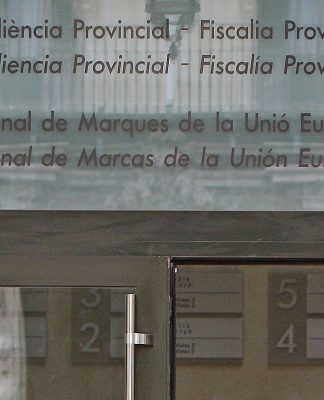 diència Provincial - Fiscalia Prov
diencia Provincial - Fiscalía Prov
nal de Marques de la Unió Eu
nal de Marcas de la Unión Eu
3 5
2 4